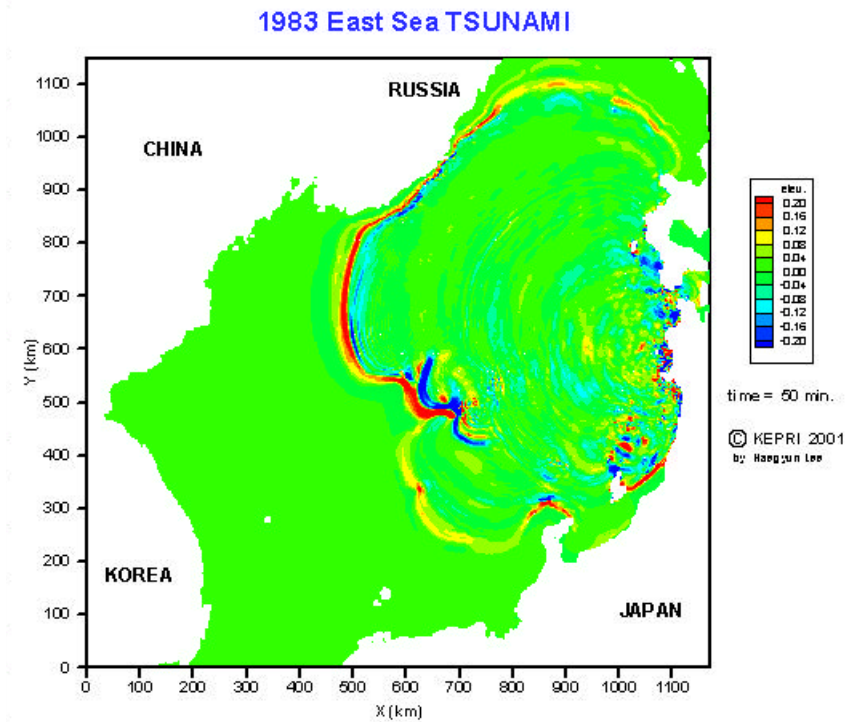 1983 East Sea TSUNAMI
1100
1000
900
800
700
600
500
400
300
200
100
0
Y (km)
0 100 200 300 400 500 600 700 800 900 1000 1100
X (km)
RUSSIA
CHINA
KOREA
JAPAN
elev.
0.20
0.16
0.12
0.08
0.04
0.00
-0.04
-0.08
-0.12
-0.16
-0.20
time = 50 min.
© KEPRI 2001
by Haegyun Lee